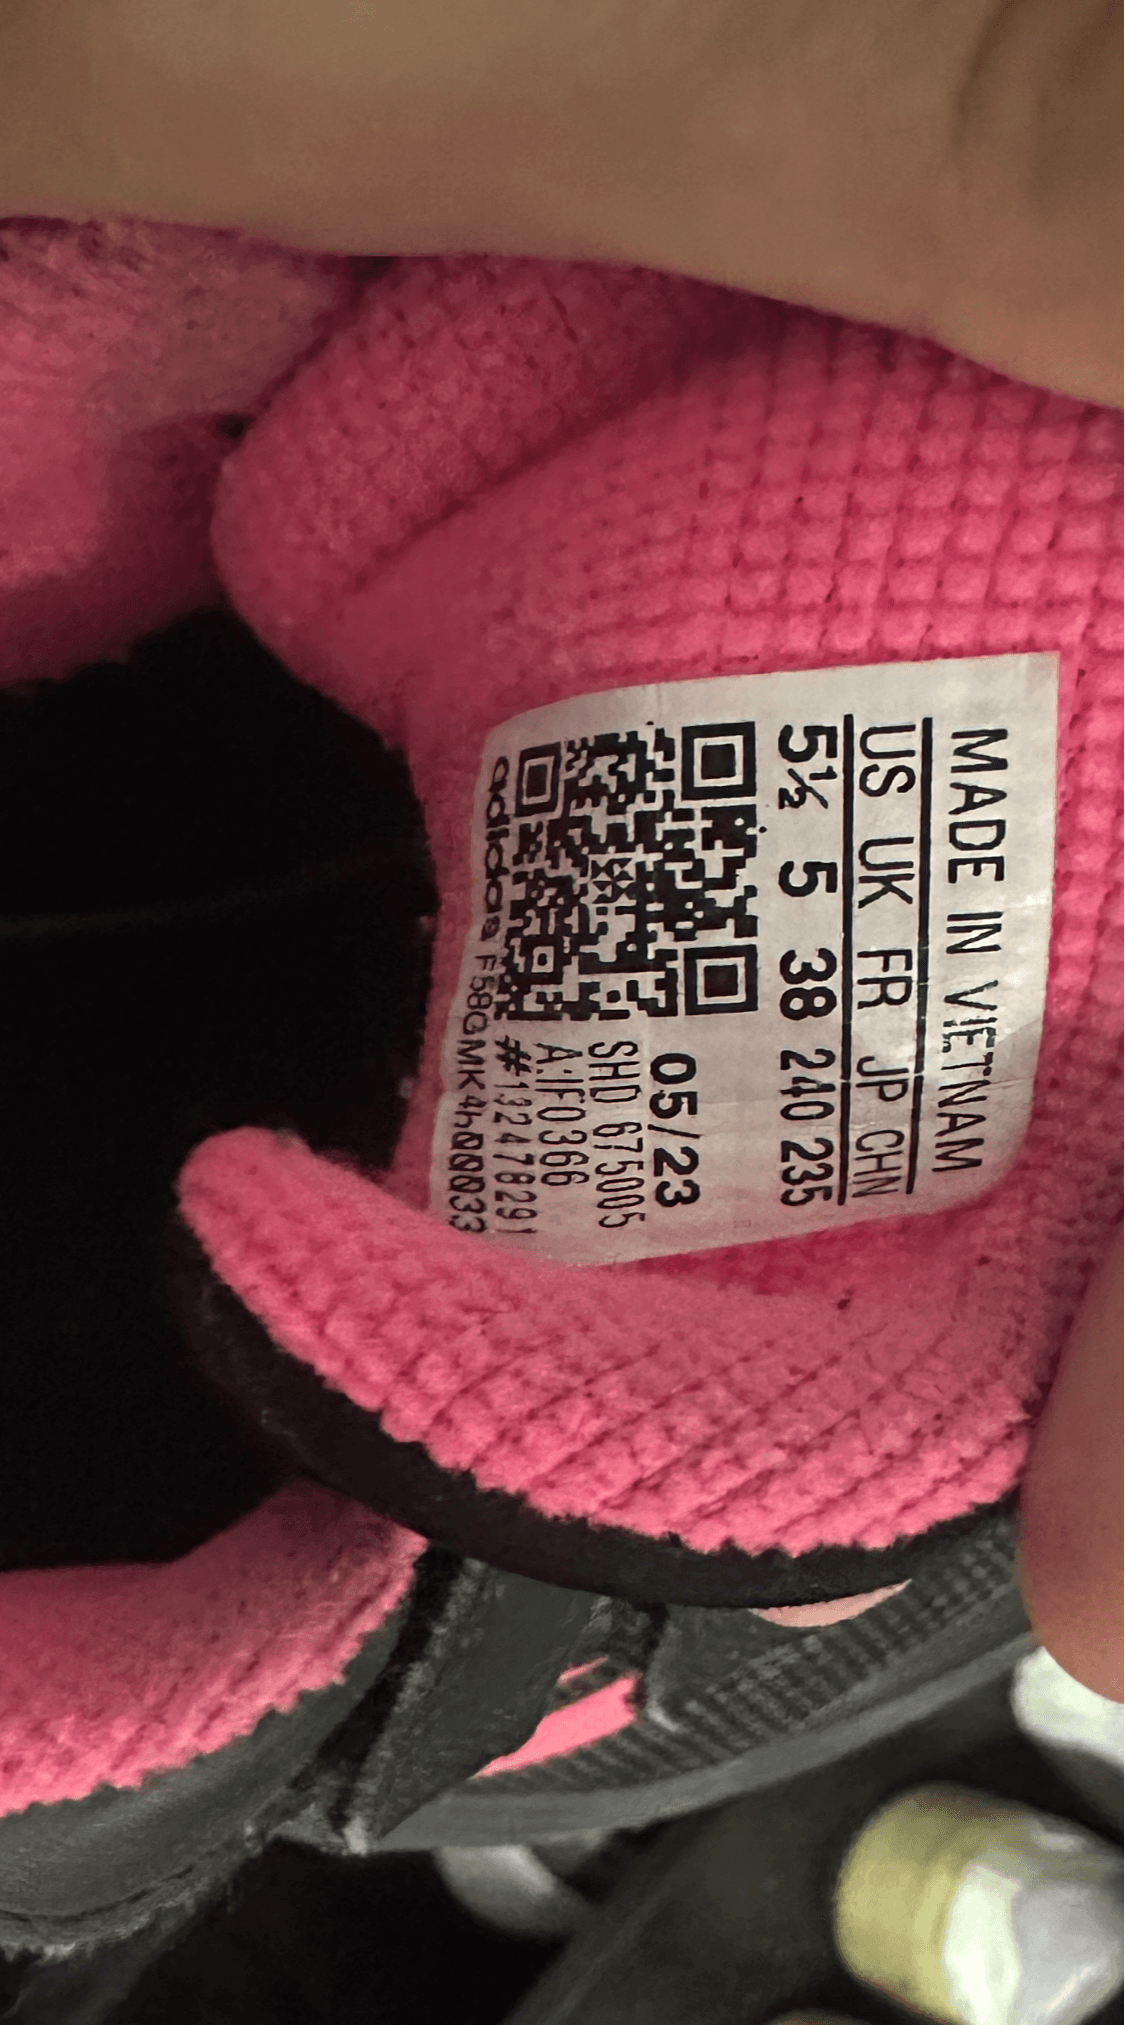 MADE IN VIETNAM
US UK FR JP CHN
5½ 5 38 240 235
05/23
SHD 675005
A:IF0366
#132478291
adidas F58GMK4hQQQ33